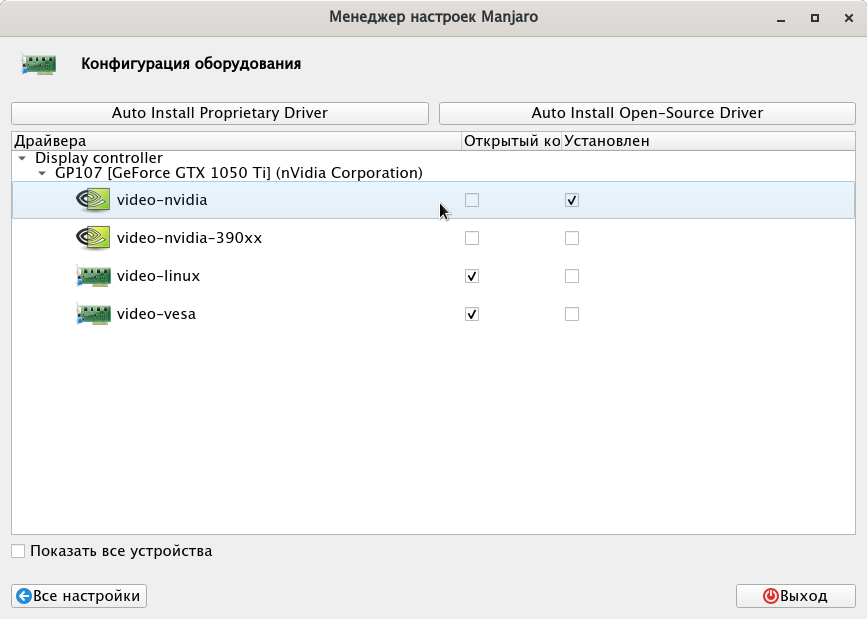 Менеджер настроек Manjaro
Конфигурация оборудования
Auto Install Proprietary Driver Auto Install Open-Source Driver
Драйвера Открытый ко Установлен
Display controller
GP107 [GeForce GTX 1050 Ti] (nVidia Corporation)
video-nvidia
video-nvidia-390xx
video-linux
video-vesa
Показать все устройства
Все настройки Выход